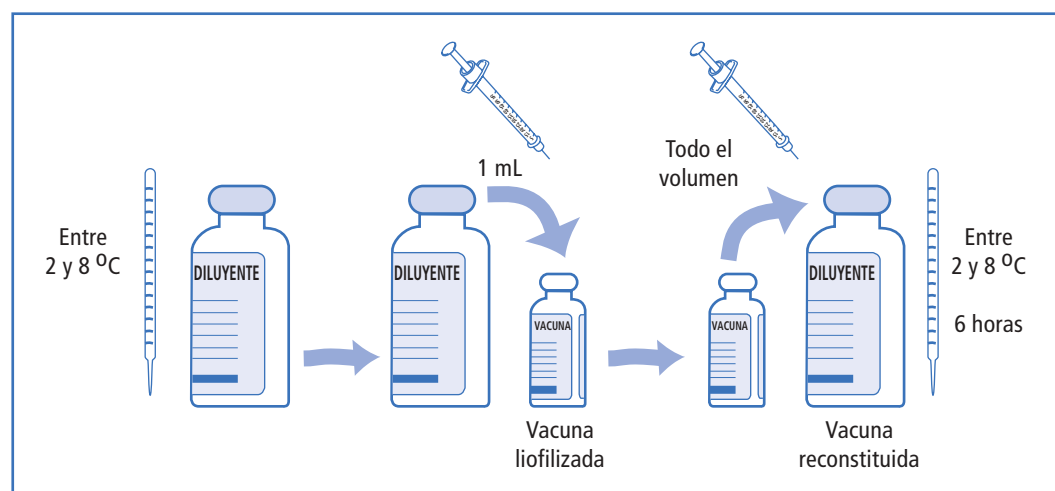 Entre
2 y 8 ºC
DILUYENTE
1 mL
DILUYENTE
VACUNA
Vacuna
liofilizada
Todo el
volumen
VACUNA
DILUYENTE
Vacuna
reconstituida
Entre
2 y 8 ºC
6 horas